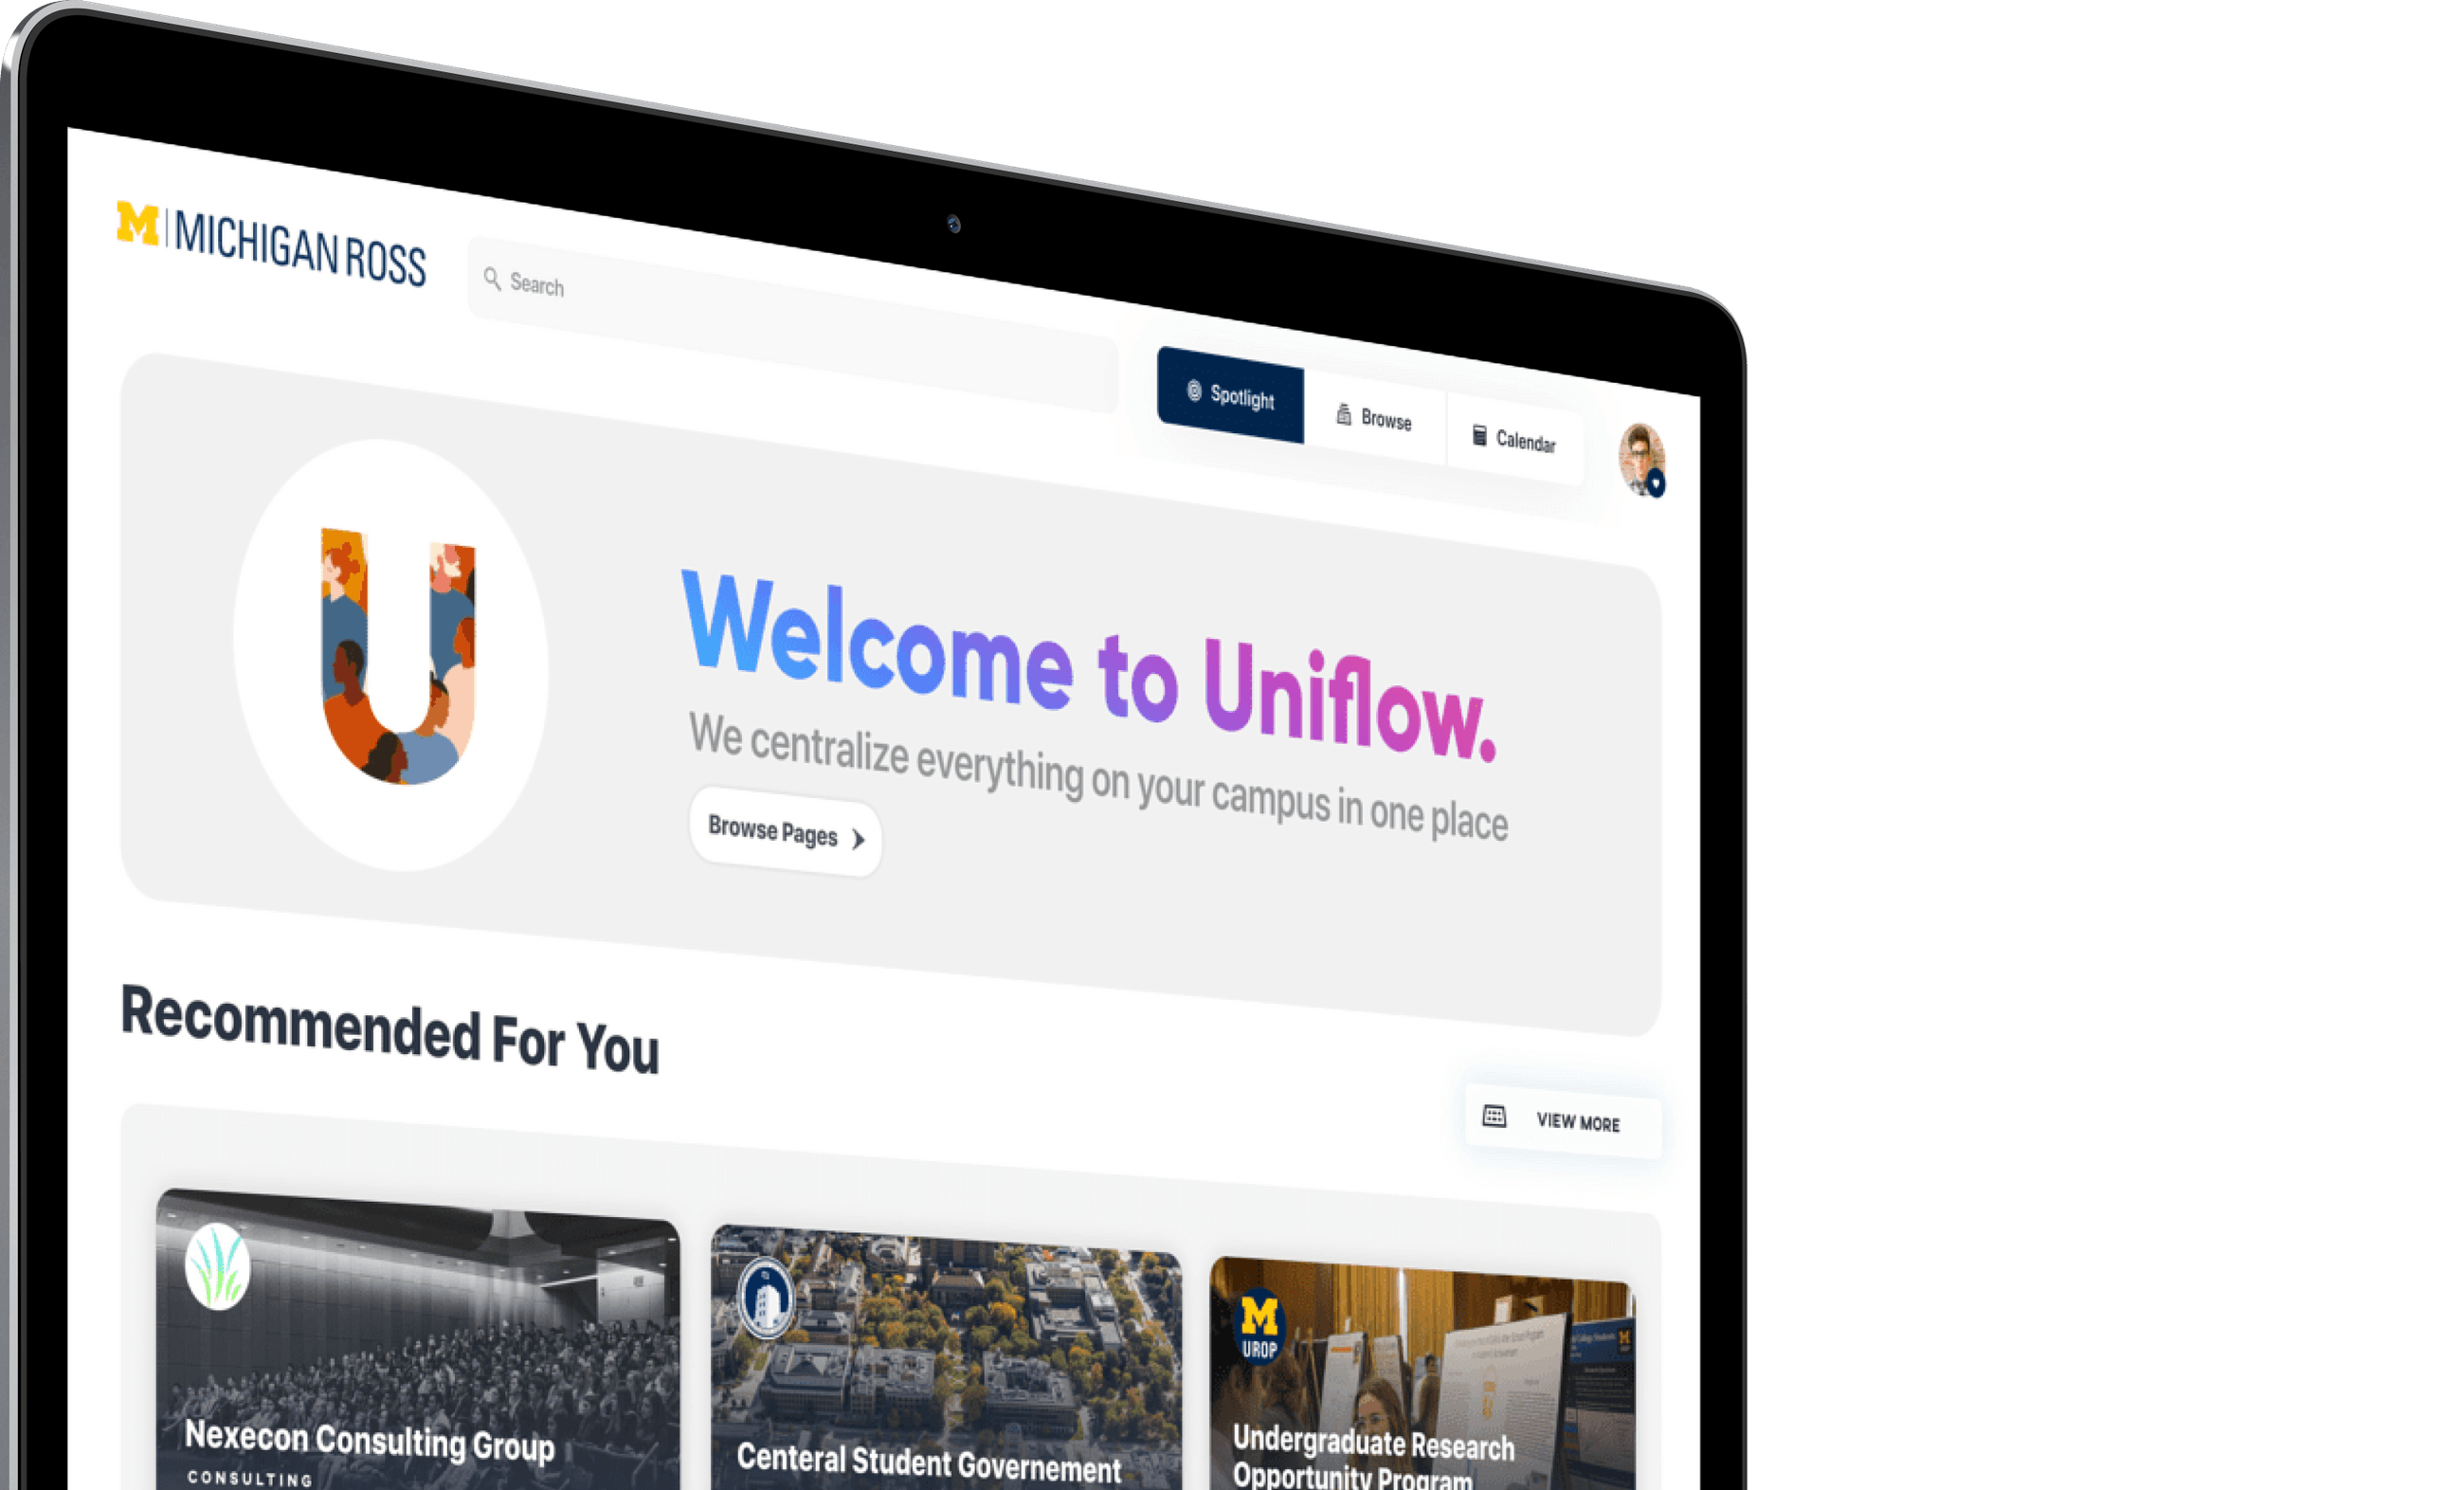 M | MICHIGAN ROSS
Search
Spotlight
Browse
Calendar
U
Welcome to Uniflow.
We centralize everything on your campus in one place
Browse Pages
Recommended For You
VIEW MORE
Nexecon Consulting Group
CONSULTING
Centeral Student Governement
M
UROP
Undergraduate Research
Opportunity Program